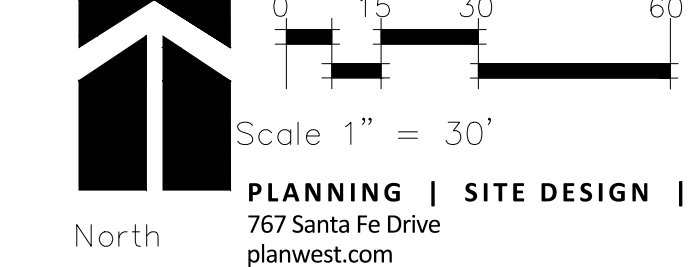 0 15 30 60
Scale 1” = 30’
PLANNING | SITE DESIGN |
767 Santa Fe Drive
North
planwest.com